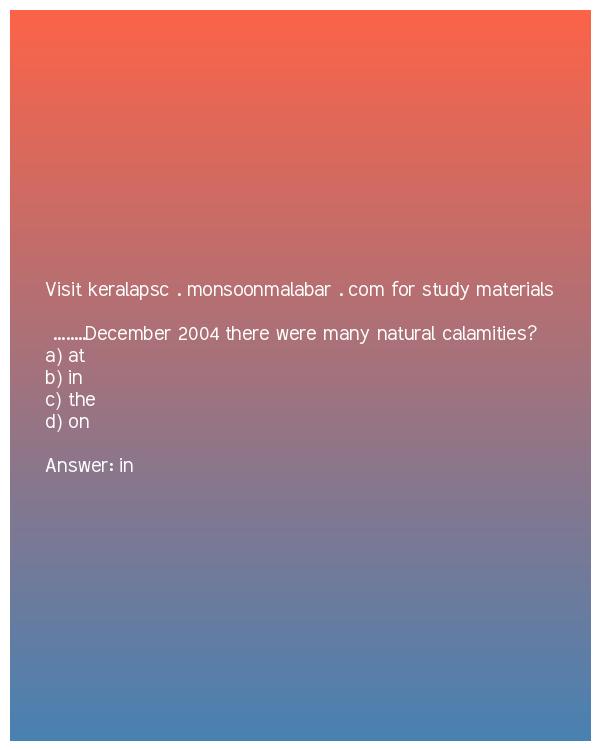 Visit keralapsc . monsoonmalabar . com for study materials
.........December 2004 there were many natural calamities?
a) at
b) in
c) the
d) on
Answer: in